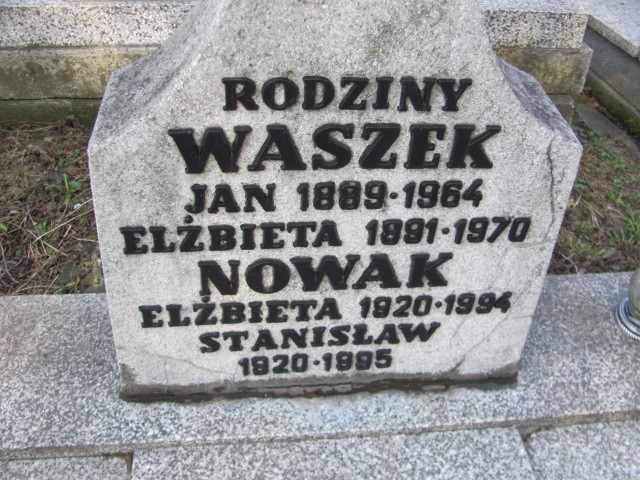 RODZINY
WASZEK
JAN 1889·1964
ELŻBIETA 1891·1970
NOWAK
ELŻBIETA 1920·1994
STANISŁAW
1920·1995